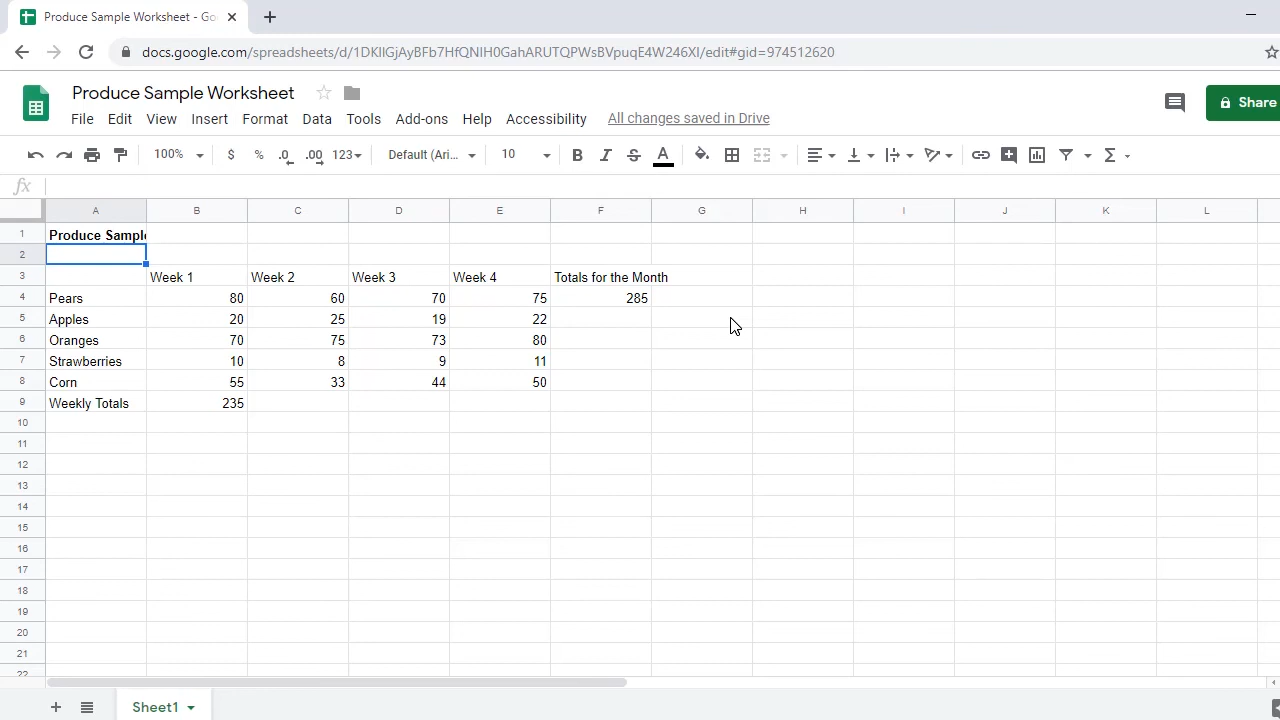 Produce Sample Worksheet - Go
docs.google.com/spreadsheets/d/1DKIlGjAyBFb7HfQNIH0GahARUTQPWsBVpuqE4W246XI/edit#gid=974512620
Produce Sample Worksheet
File Edit View Insert Format Data Tools Add-ons Help Accessibility All changes saved in Drive
Share
100% $ % .0 .00 123 Default (Ari... 10 B I S A Σ
fx
A B C D E F G H I J K L
1 Produce Sampl
2
3 Week 1 Week 2 Week 3 Week 4 Totals for the Month
4 Pears 80 60 70 75 285
5 Apples 20 25 19 22
6 Oranges 70 75 73 80
7 Strawberries 10 8 9 11
8 Corn 55 33 44 50
9 Weekly Totals 235
10
11
12
13
14
15
16
17
18
19
20
21
22
+ Sheet1